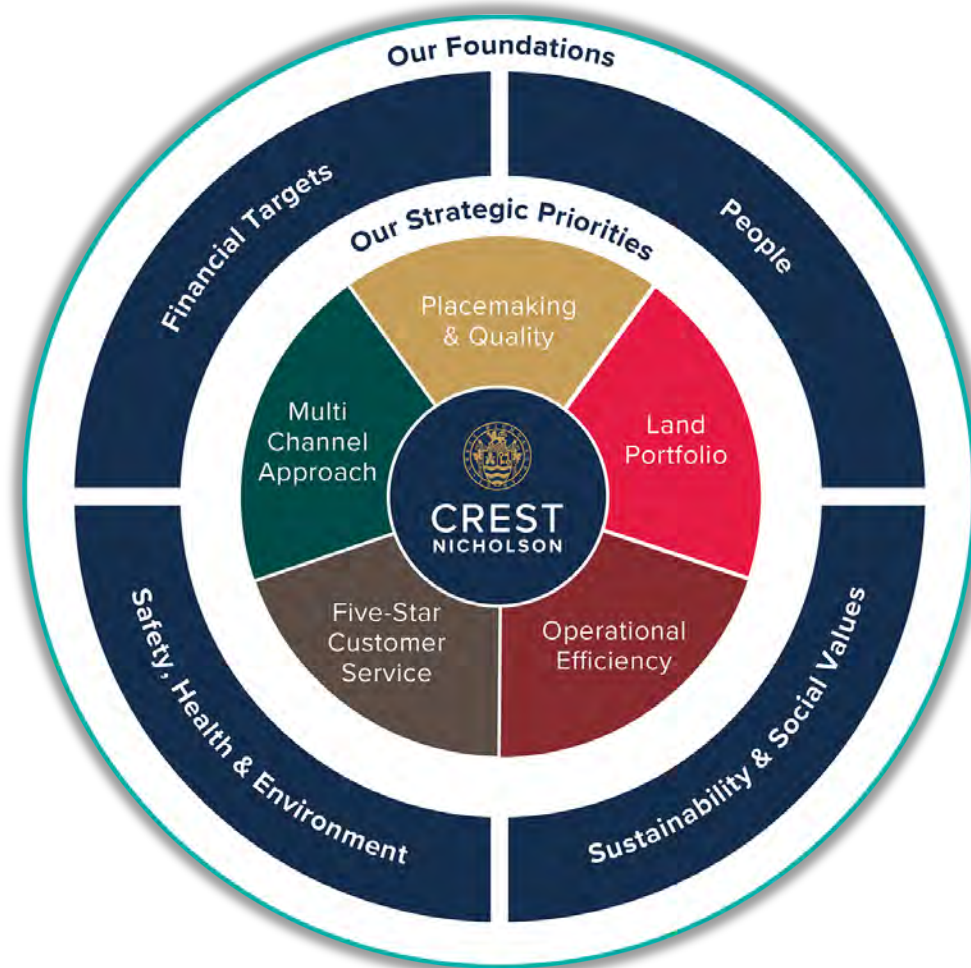 Our Foundations
Financial Targets
People
Our Strategic Priorities
Placemaking
& Quality
Multi
Channel
Approach
Land
Portfolio
CREST
NICHOLSON
Five-Star
Customer
Service
Operational
Efficiency
Safety, Health & Environment
Sustainability & Social Values